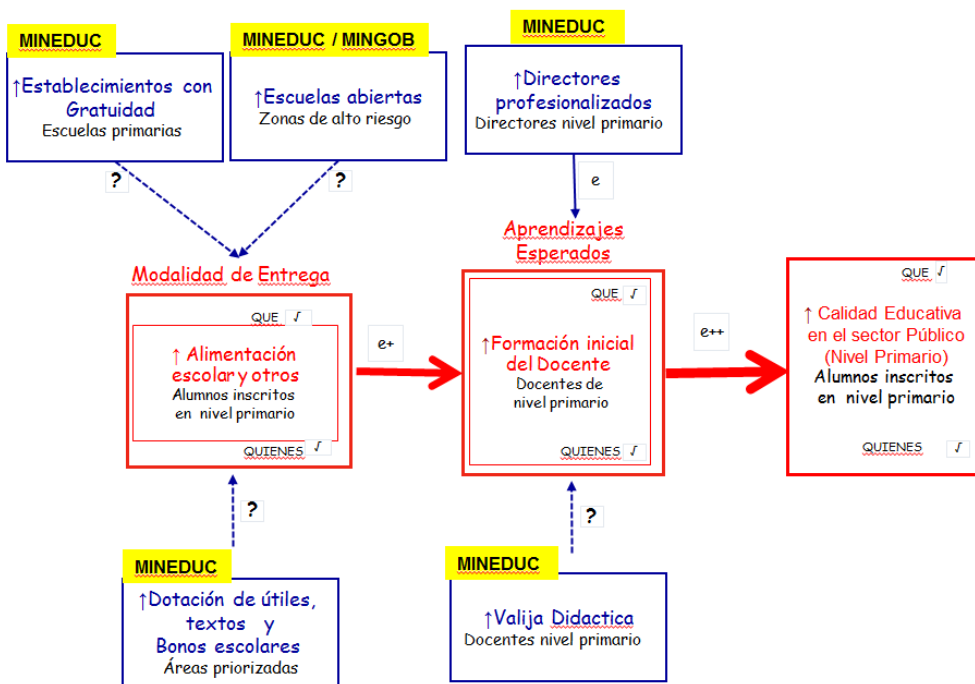 MINEDUC
↑Establecimientos con
Gratuidad
Escuelas primarias
MINEDUC / MINGOB
↑Escuelas abiertas
Zonas de alto riesgo
MINEDUC
↑Directores
profesionalizados
Directores nivel primario
?
?
e
Modalidad de Entrega
QUE √
↑ Alimentación
escolar y otros
Alumnos inscritos
en nivel primario
QUIENES √
e+
Aprendizajes
Esperados
QUE √
↑Formación inicial
del Docente
Docentes de
nivel primario
QUIENES √
e++
QUE √
↑ Calidad Educativa
en el sector Público
(Nivel Primario)
Alumnos inscritos
en nivel primario
QUIENES √
?
MINEDUC
↑Dotación de útiles,
textos y
Bonos escolares
Áreas priorizadas
?
MINEDUC
↑Valija Didactica
Docentes nivel primario